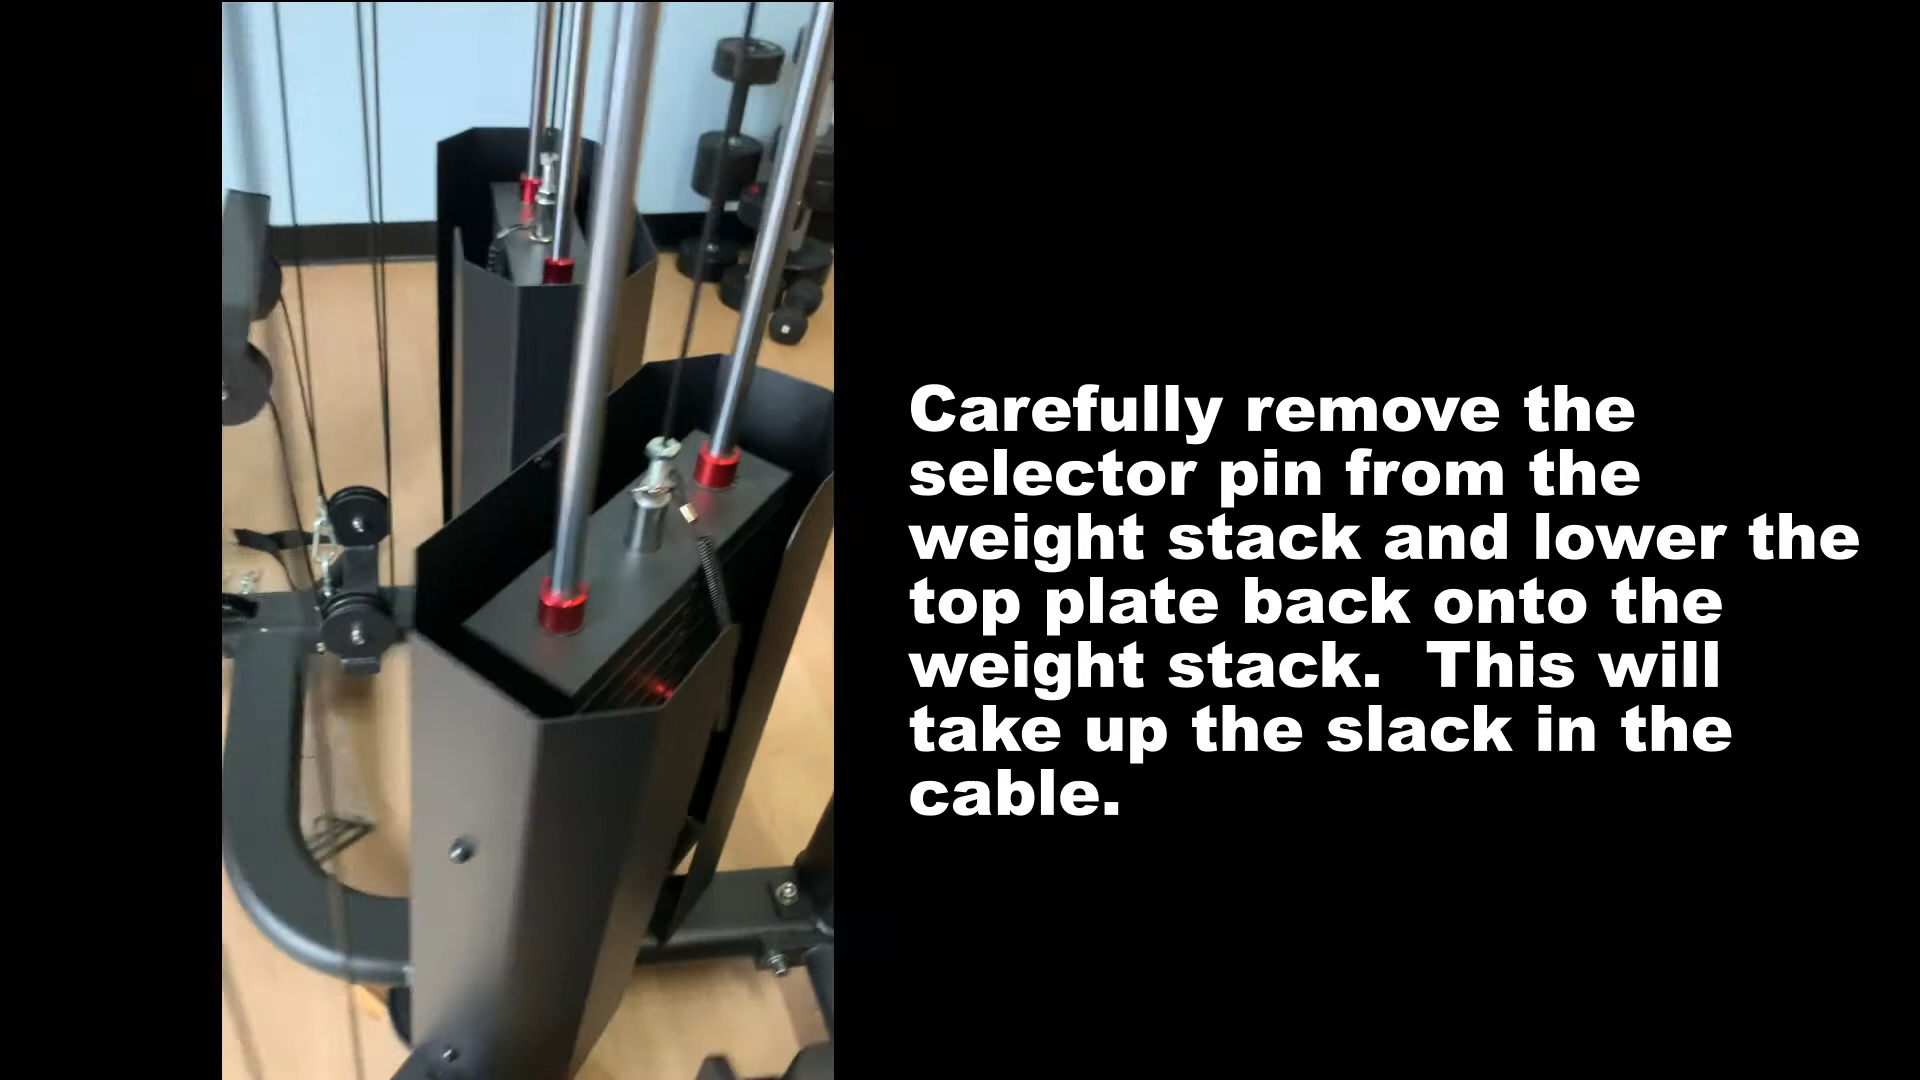 Carefully remove the
selector pin from the
weight stack and lower the
top plate back onto the
weight stack.  This will
take up the slack in the
cable.